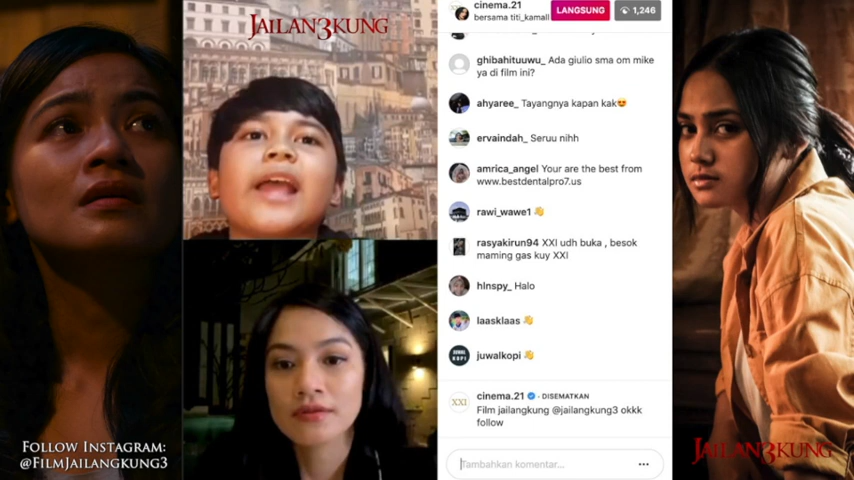 JAILAN3KUNG
cinema.21
bersama titi_kamall
LANGSUNG
1,246
ghibahituuwu_ Ada giulio sma om mike
ya di film ini?
ahyaree_ Tayangnya kapan kak😍
ervaindah_ Seruu nihh
amrica_angel Your are the best from
www.bestdentalpro7.us
rawi_wawe1 👋
rasyakirun94 XXI udh buka , besok
maming gas kuy XXI
hlnspy_ Halo
laasklaas 👋
SEWAL
KOPI
juwalkopi 👋
XXI
cinema.21 · DISEMATKAN
Film jailangkung @jailangkung3 okkk
follow
Tambahkan komentar...
FOLLOW INSTAGRAM:
@FILMJAILANGKUNG3
JAILAN3KUNG